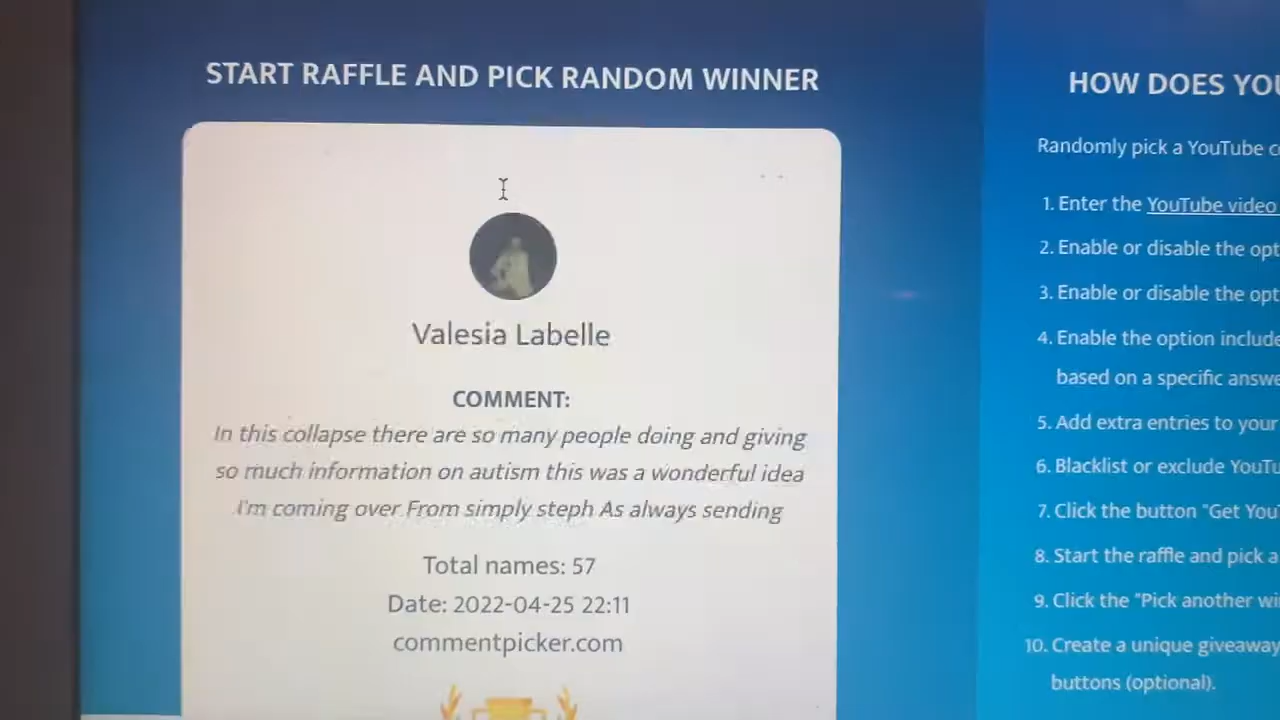 START RAFFLE AND PICK RANDOM WINNER
Valesia Labelle
COMMENT:
In this collapse there are so many people doing and giving
so much information on autism this was a wonderful idea
I'm coming over From simply steph As always sending
Total names: 57
Date: 2022-04-25 22:11
commentpicker.com
HOW DOES YOU
Randomly pick a YouTube c
1. Enter the YouTube video
2. Enable or disable the opt
3. Enable or disable the opt
4. Enable the option include
based on a specific answe
5. Add extra entries to your
6. Blacklist or exclude YouTu
7. Click the button "Get You
8. Start the raffle and pick a
9. Click the "Pick another wi
10. Create a unique giveaway
buttons (optional).